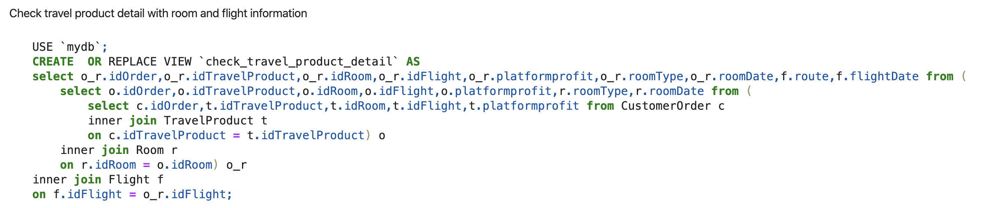 Check travel product detail with room and flight information
USE `mydb`;
CREATE  OR REPLACE VIEW `check_travel_product_detail` AS
select o_r.idOrder,o_r.idTravelProduct,o_r.idRoom,o_r.idFlight,o_r.platformprofit,o_r.roomType,o_r.roomDate,f.route,f.flightDate from (
    select o.idOrder,o.idTravelProduct,o.idRoom,o.idFlight,o.platformprofit,r.roomType,r.roomDate from (
        select c.idOrder,t.idTravelProduct,t.idRoom,t.idFlight,t.platformprofit from CustomerOrder c
        inner join TravelProduct t
        on c.idTravelProduct = t.idTravelProduct) o
    inner join Room r
    on r.idRoom = o.idRoom) o_r
inner join Flight f
on f.idFlight = o_r.idFlight;